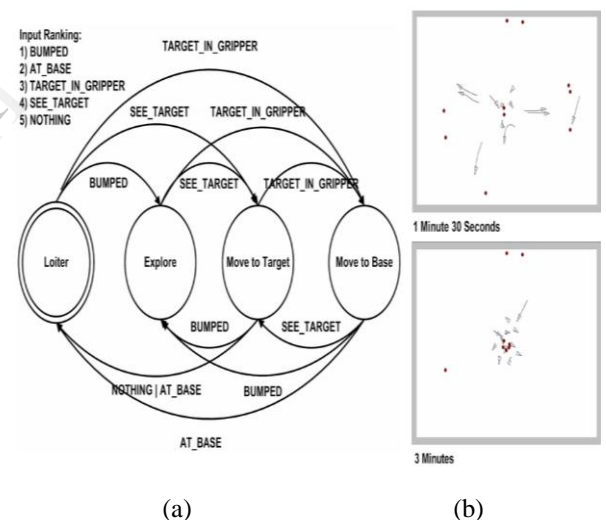 Input Ranking:
1) BUMPED
2) AT_BASE
3) TARGET_IN_GRIPPER
4) SEE_TARGET
5) NOTHING
TARGET_IN_GRIPPER
SEE_TARGET
TARGET_IN_GRIPPER
BUMPED
SEE_TARGET
TARGET_IN_GRIPPER
Loiter
Explore
Move to Target
Move to Base
BUMPED
SEE_TARGET
NOTHING | AT_BASE
BUMPED
AT_BASE
1 Minute 30 Seconds
3 Minutes
(a)
(b)